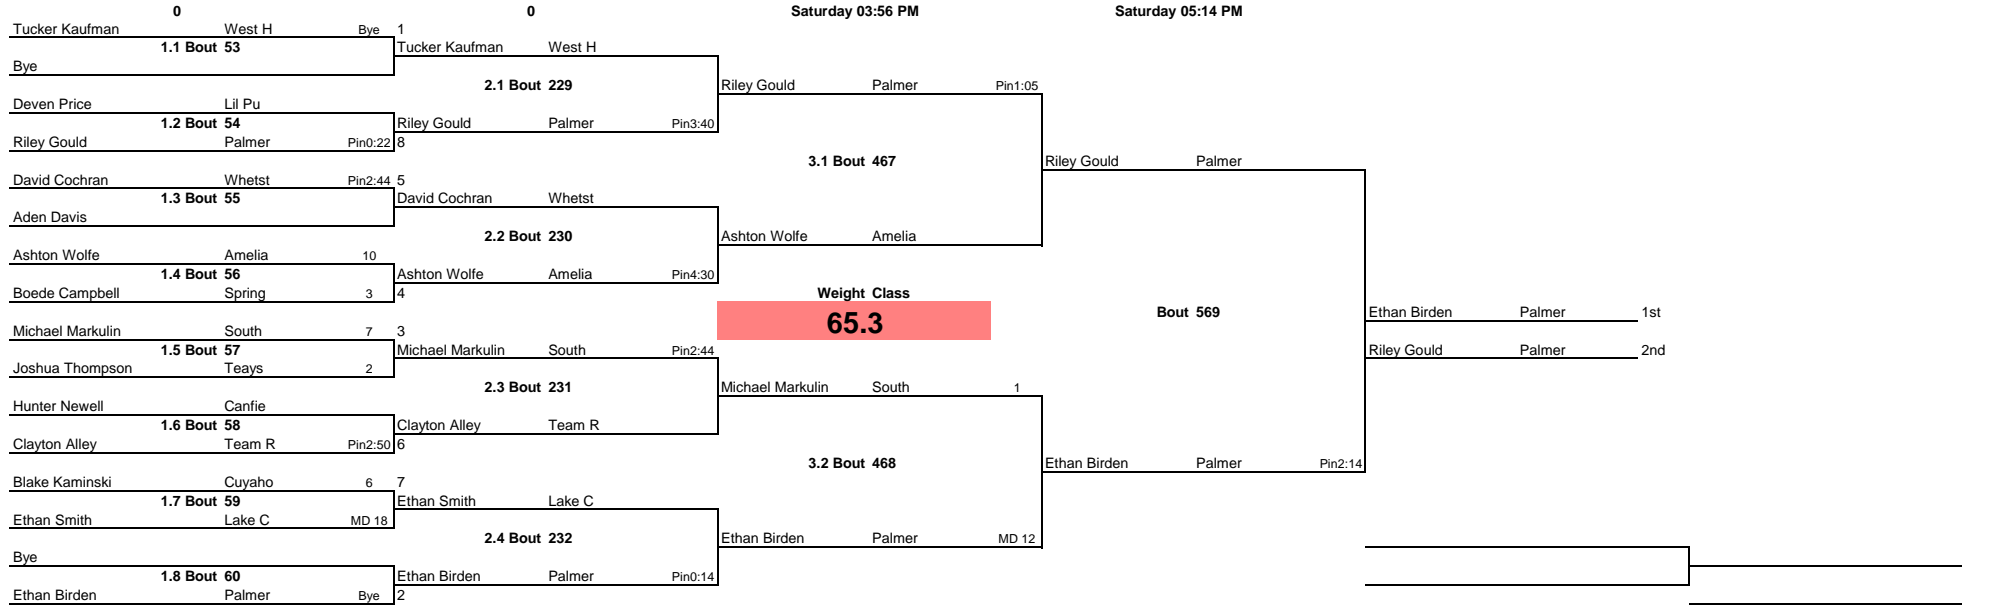 0 0 Saturday 03:56 PM Saturday 05:14 PM
Tucker Kaufman West H Bye 1
1.1 Bout 53 Tucker Kaufman West H
Bye
2.1 Bout 229 Riley Gould Palmer Pin1:05
Deven Price Lil Pu
1.2 Bout 54 Riley Gould Palmer Pin3:40
Riley Gould Palmer Pin0:22 8
3.1 Bout 467 Riley Gould Palmer
David Cochran Whetst Pin2:44 5
1.3 Bout 55 David Cochran Whetst
Aden Davis
2.2 Bout 230 Ashton Wolfe Amelia
Ashton Wolfe Amelia 10
1.4 Bout 56 Ashton Wolfe Amelia Pin4:30
Boede Campbell Spring 3 4 Weight Class
65.3 Bout 569 Ethan Birden Palmer 1st
Michael Markulin South 7 3
1.5 Bout 57 Michael Markulin South Pin2:44 Riley Gould Palmer 2nd
Joshua Thompson Teays 2
2.3 Bout 231 Michael Markulin South 1
Hunter Newell Canfie
1.6 Bout 58 Clayton Alley Team R
Clayton Alley Team R Pin2:50 6
3.2 Bout 468 Ethan Birden Palmer Pin2:14
Blake Kaminski Cuyaho 6 7
1.7 Bout 59 Ethan Smith Lake C
Ethan Smith Lake C MD 18
2.4 Bout 232 Ethan Birden Palmer MD 12
Bye
1.8 Bout 60 Ethan Birden Palmer Pin0:14
Ethan Birden Palmer Bye 2